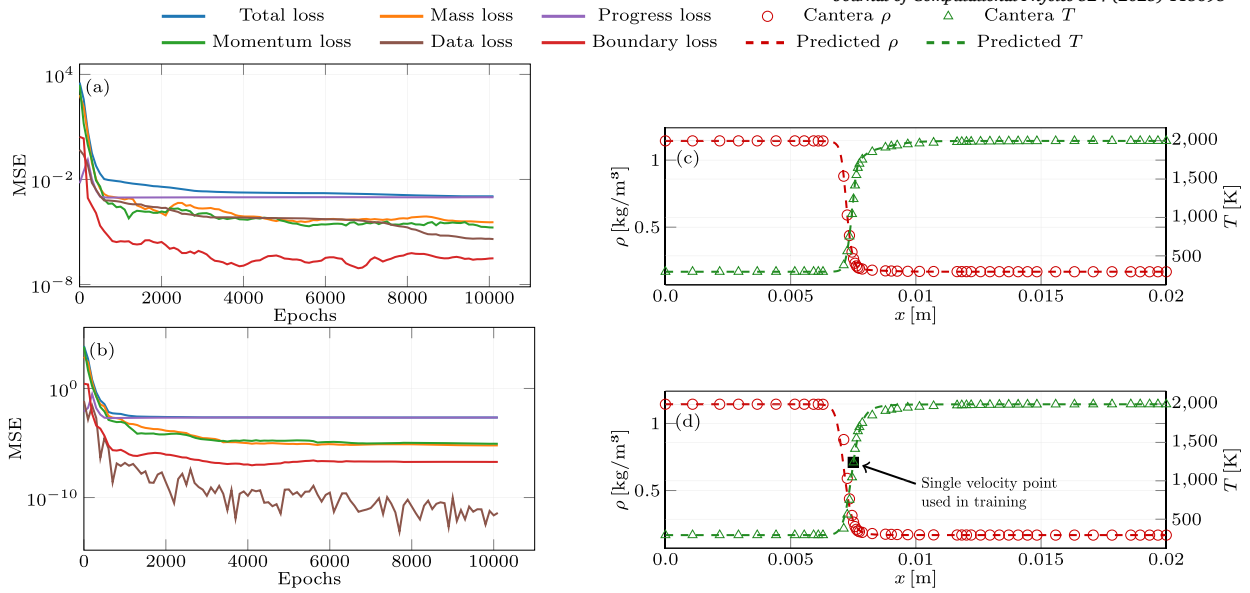 Total loss Mass loss Progress loss Cantera ρ Cantera T
Momentum loss Data loss Boundary loss Predicted ρ Predicted T
(a)
10^4
10^−2
10^−8
MSE
0 2000 4000 6000 8000 10000
Epochs
(b)
10^0
10^−10
MSE
0 2000 4000 6000 8000 10000
Epochs
(c)
1
0.5
ρ [kg/m³]
2,000
1,500
1,000
500
T [K]
0.0 0.005 0.01 0.015 0.02
x [m]
(d)
1
0.5
ρ [kg/m³]
2,000
1,500
1,000
500
T [K]
Single velocity point
used in training
0.0 0.005 0.01 0.015 0.02
x [m]